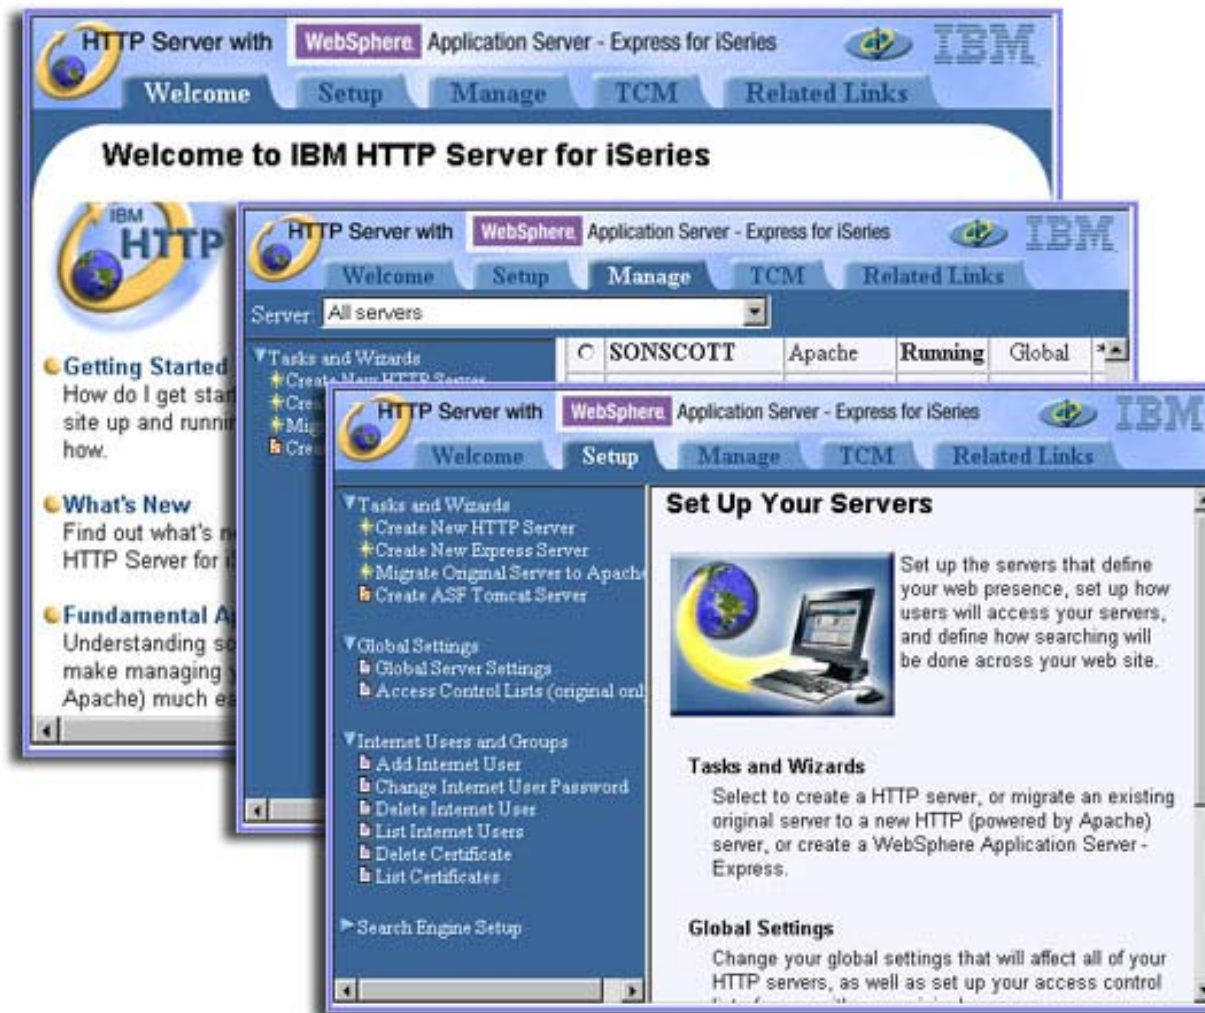 HTTP Server with WebSphere Application Server - Express for iSeries IBM
Welcome Setup Manage TCM Related Links
Welcome to IBM HTTP Server for iSeries
IBM
HTTP
Getting Started
How do I get
site up and
how.
What's New
Find out what's
HTTP Server for
Fundamental
Understanding
make managing
Apache) much
HTTP Server with WebSphere Application Server - Express for iSeries IBM
Welcome Setup Manage TCM Related Links
Server: All servers
Tasks and Wizards
Create New HTTP Server
SONSCOTT Apache Running Global *
HTTP Server with WebSphere Application Server - Express for iSeries IBM
Welcome Setup Manage TCM Related Links
Tasks and Wizards
Create New HTTP Server
Create New Express Server
Migrate Original Server to Apache
Create ASF Tomcat Server
Global Settings
Global Server Settings
Access Control Lists (original onl
Internet Users and Groups
Add Internet User
Change Internet User Password
Delete Internet User
List Internet Users
Delete Certificate
List Certificates
Search Engine Setup
Set Up Your Servers
Set up the servers that define
your web presence, set up how
users will access your servers,
and define how searching will
be done across your web site.
Tasks and Wizards
Select to create a HTTP server, or migrate an existing
original server to a new HTTP (powered by Apache)
server, or create a WebSphere Application Server -
Express.
Global Settings
Change your global settings that will affect all of your
HTTP servers, as well as set up your access control